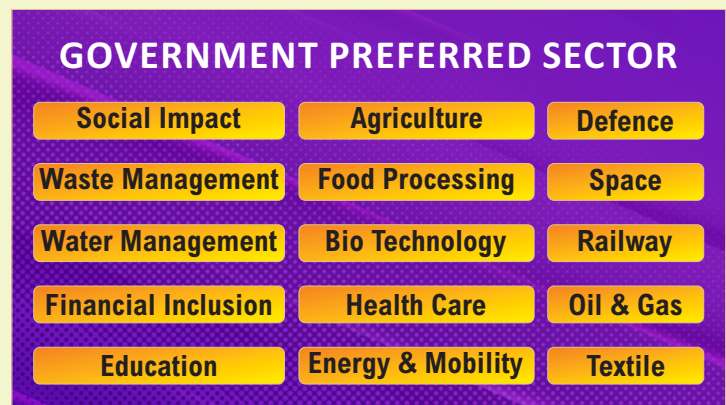 GOVERNMENT PREFERRED SECTOR
Social Impact
Agriculture
Defence
Waste Management
Food Processing
Space
Water Management
Bio Technology
Railway
Financial Inclusion
Health Care
Oil & Gas
Education
Energy & Mobility
Textile